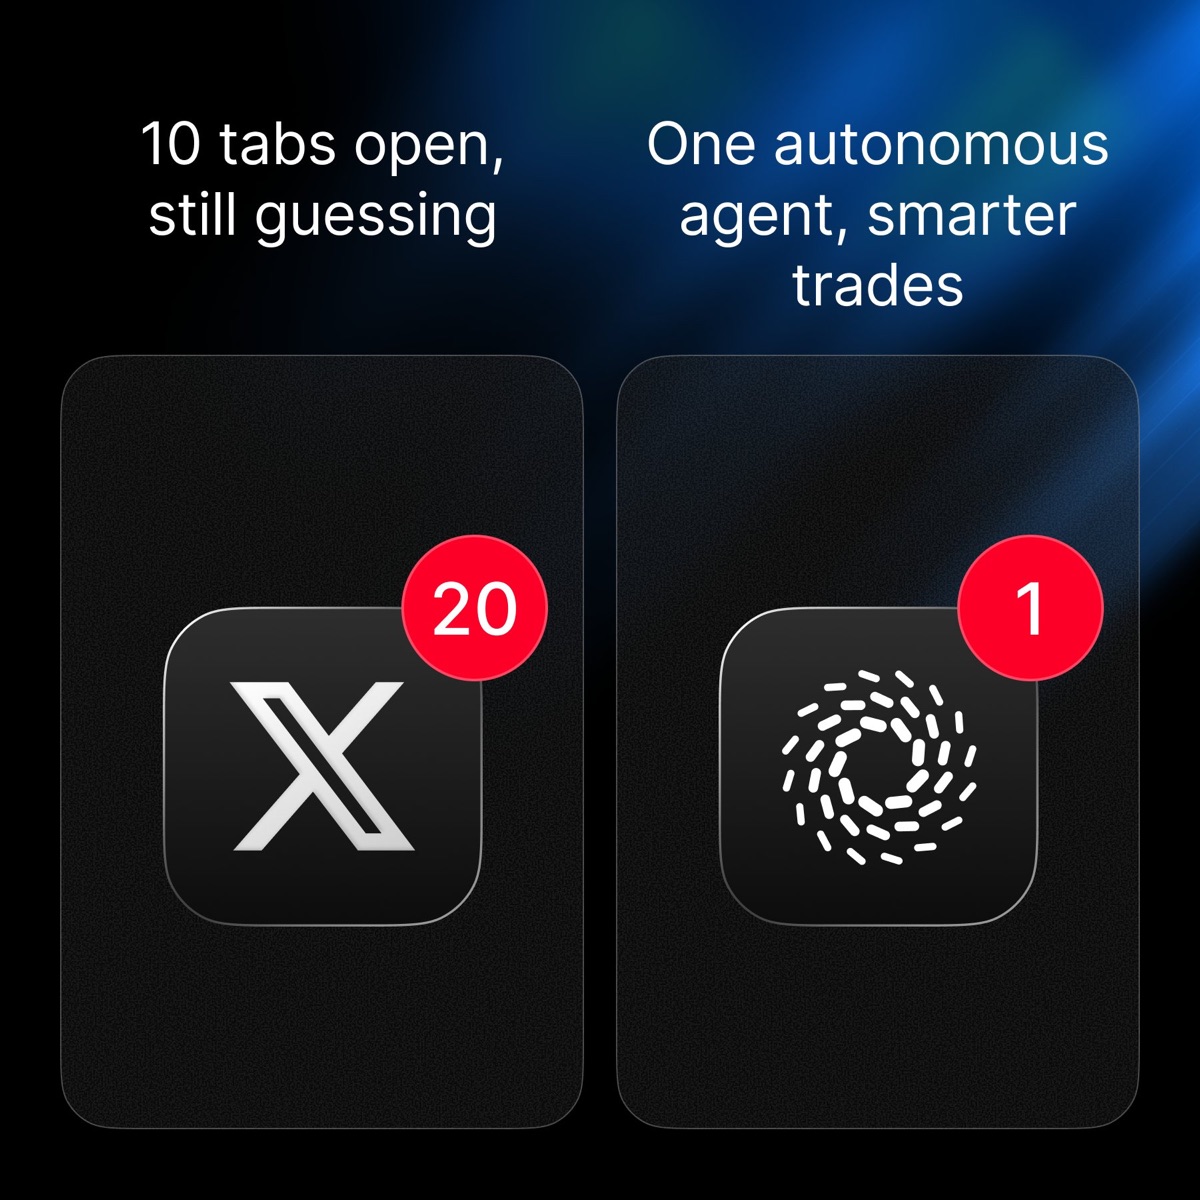 10 tabs open,
still guessing
One autonomous
agent, smarter
trades
20
X
1